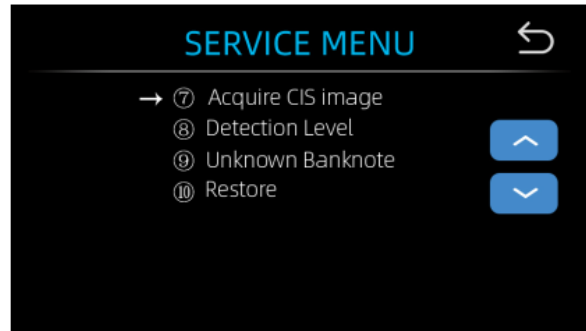 SERVICE MENU
→ ⑦ Acquire CIS image
⑧ Detection Level
⑨ Unknown Banknote
⑩ Restore